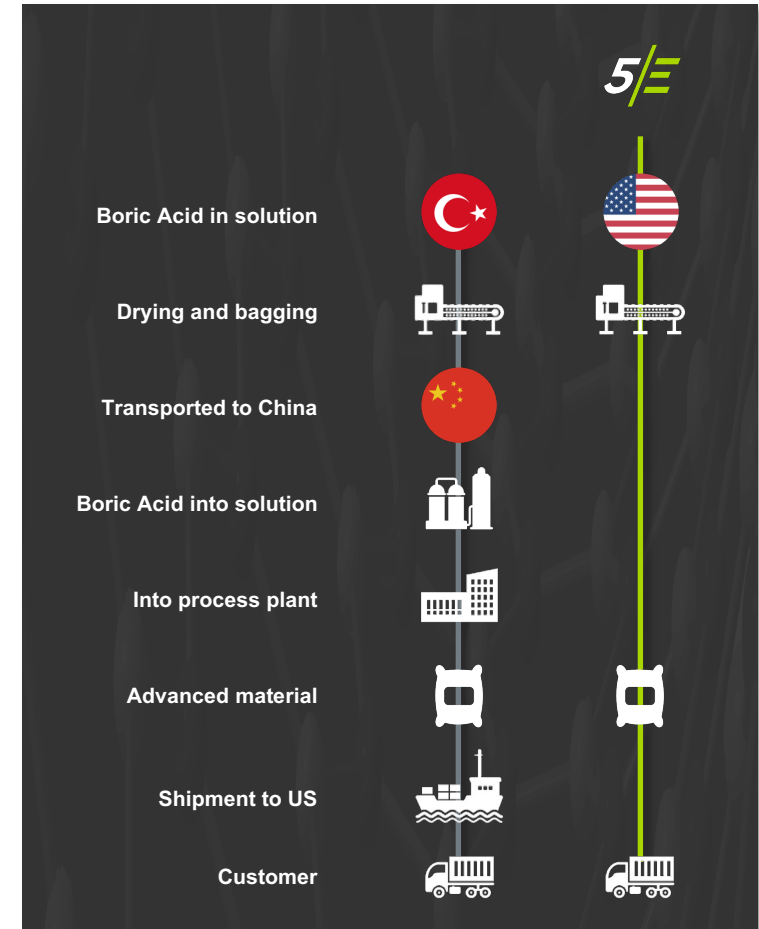 5/E
Boric Acid in solution
Drying and bagging
Transported to China
Boric Acid into solution
Into process plant
Advanced material
Shipment to US
Customer